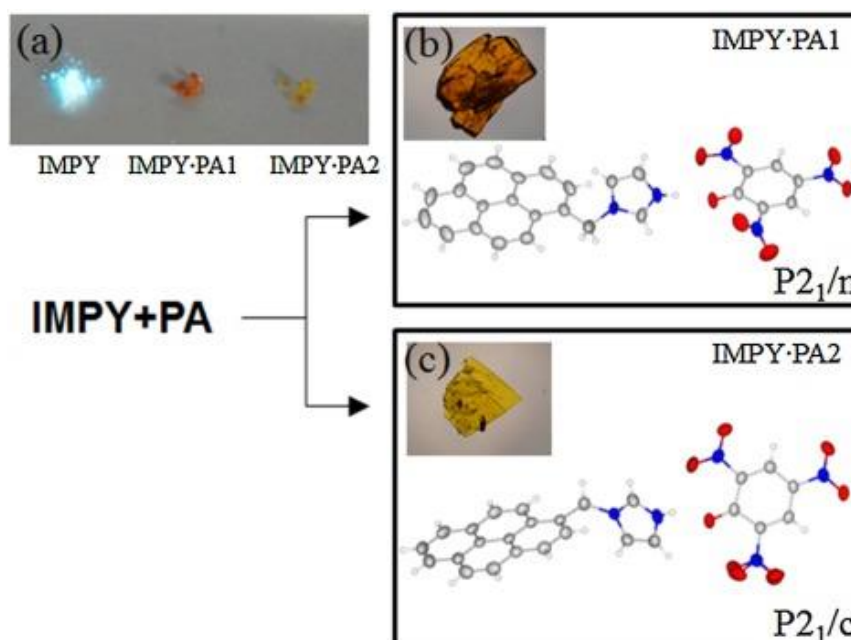 (a)
IMPY IMPY·PA1 IMPY·PA2
IMPY+PA
(b) IMPY·PA1
P2₁/n
(c) IMPY·PA2
P2₁/c